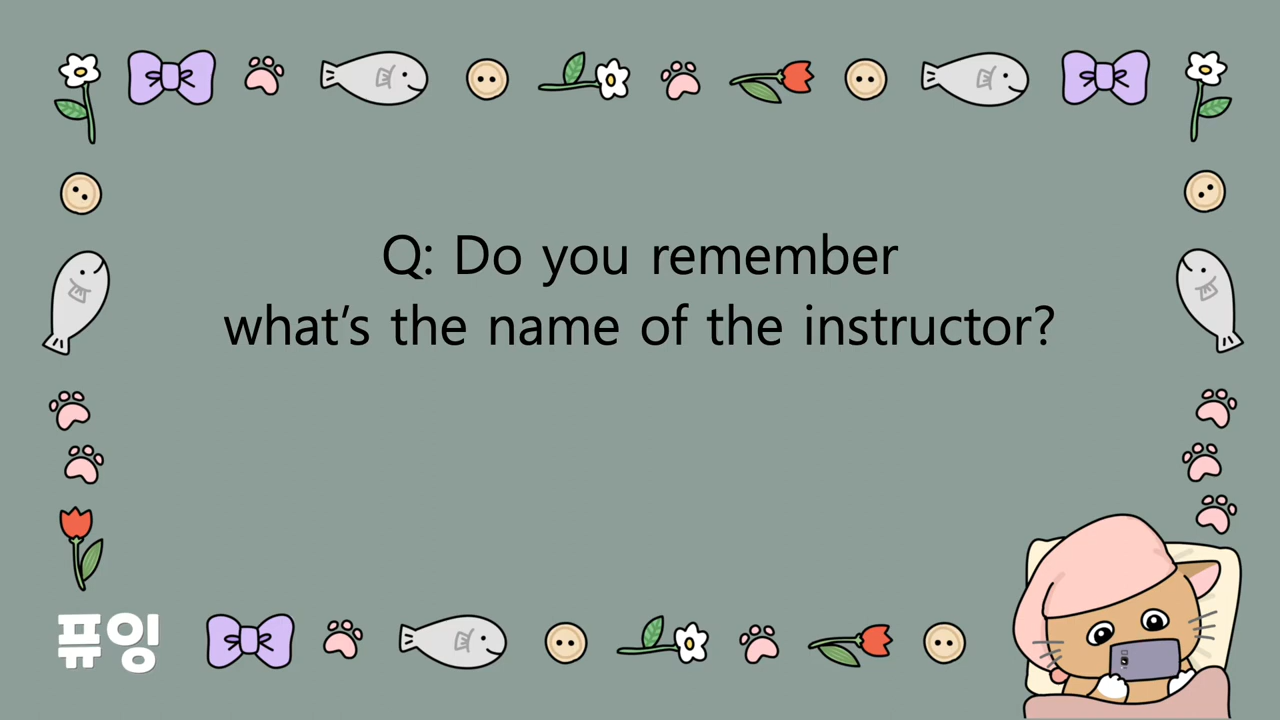 Q: Do you remember
what's the name of the instructor?
퓨잉